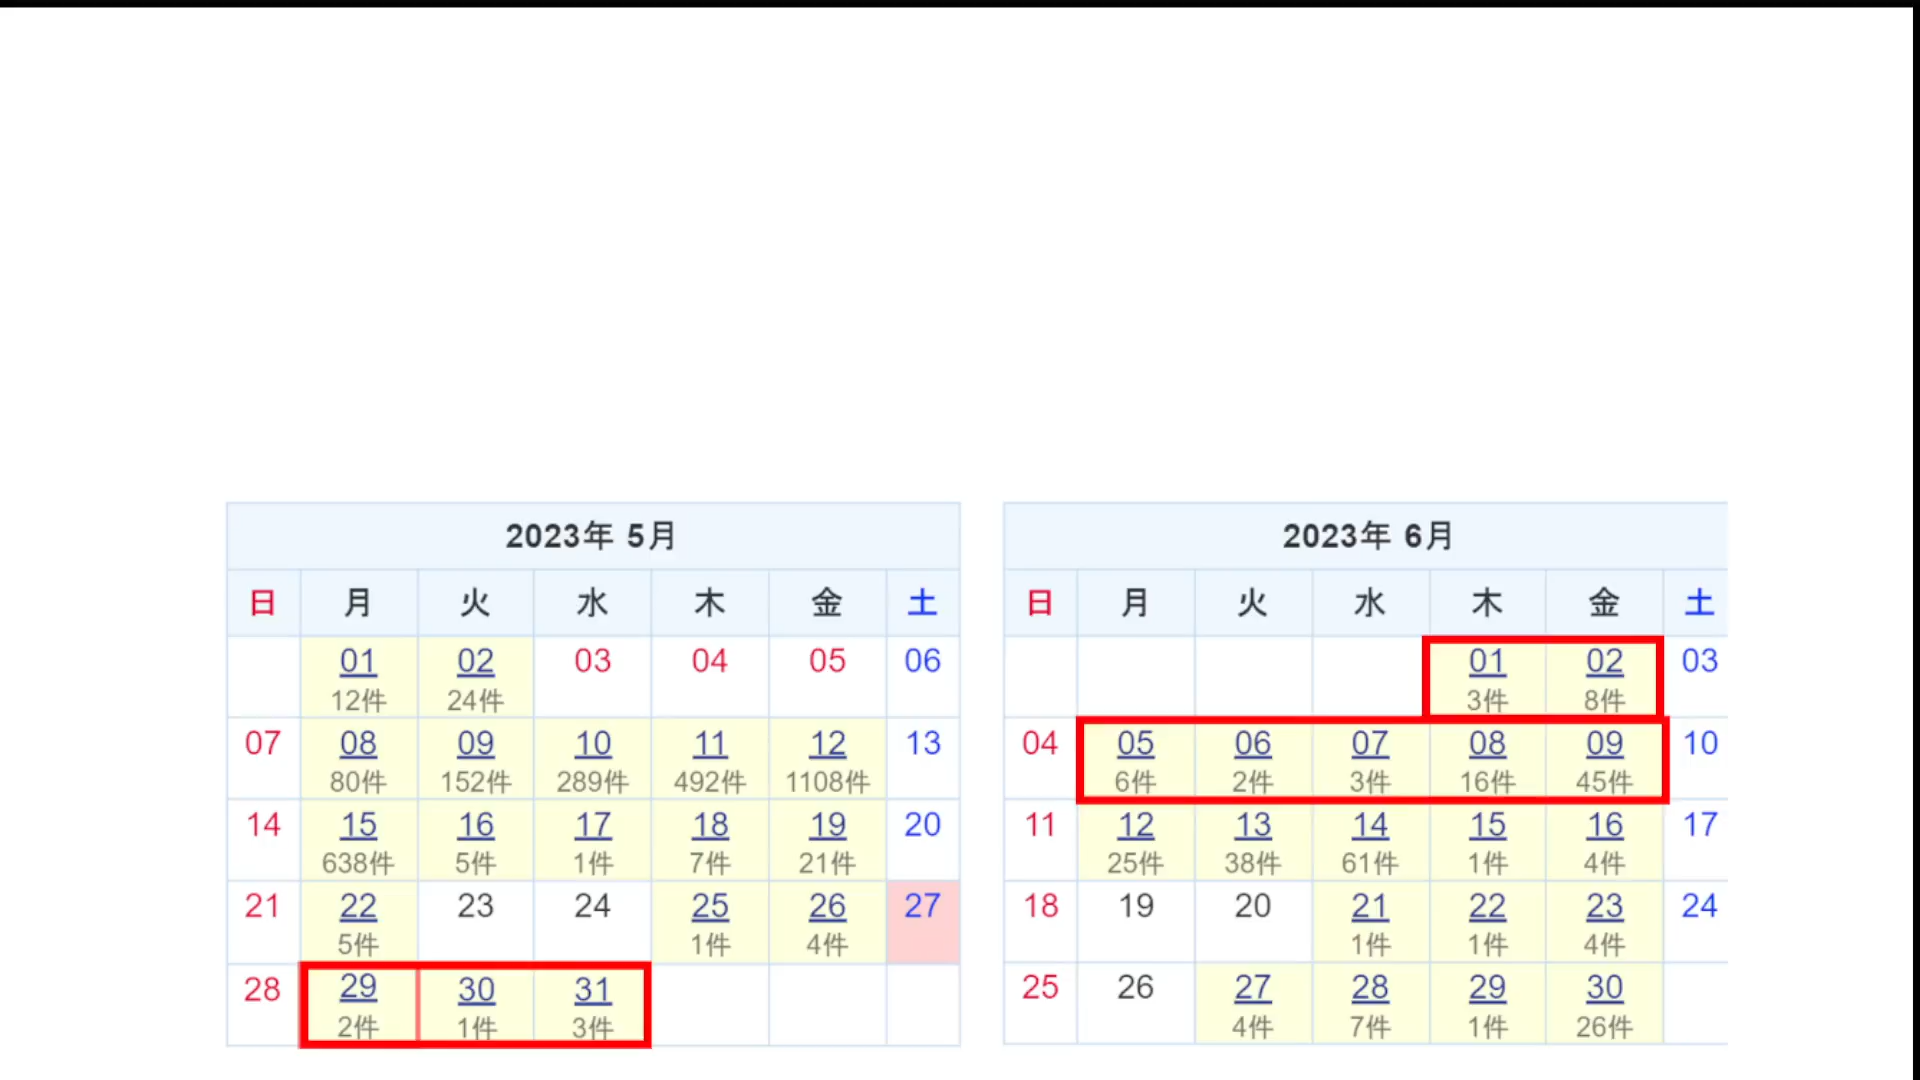 2023年 5月
日 月 火 水 木 金 土
01 02 03 04 05 06
12件 24件
07 08 09 10 11 12 13
80件 152件 289件 492件 1108件
14 15 16 17 18 19 20
638件 5件 1件 7件 21件
21 22 23 24 25 26 27
5件 1件 4件
28 29 30 31
2件 1件 3件
2023年 6月
日 月 火 水 木 金 土
01 02 03
3件 8件
04 05 06 07 08 09 10
6件 2件 3件 16件 45件
11 12 13 14 15 16 17
25件 38件 61件 1件 4件
18 19 20 21 22 23 24
1件 1件 4件
25 26 27 28 29 30
4件 7件 1件 26件